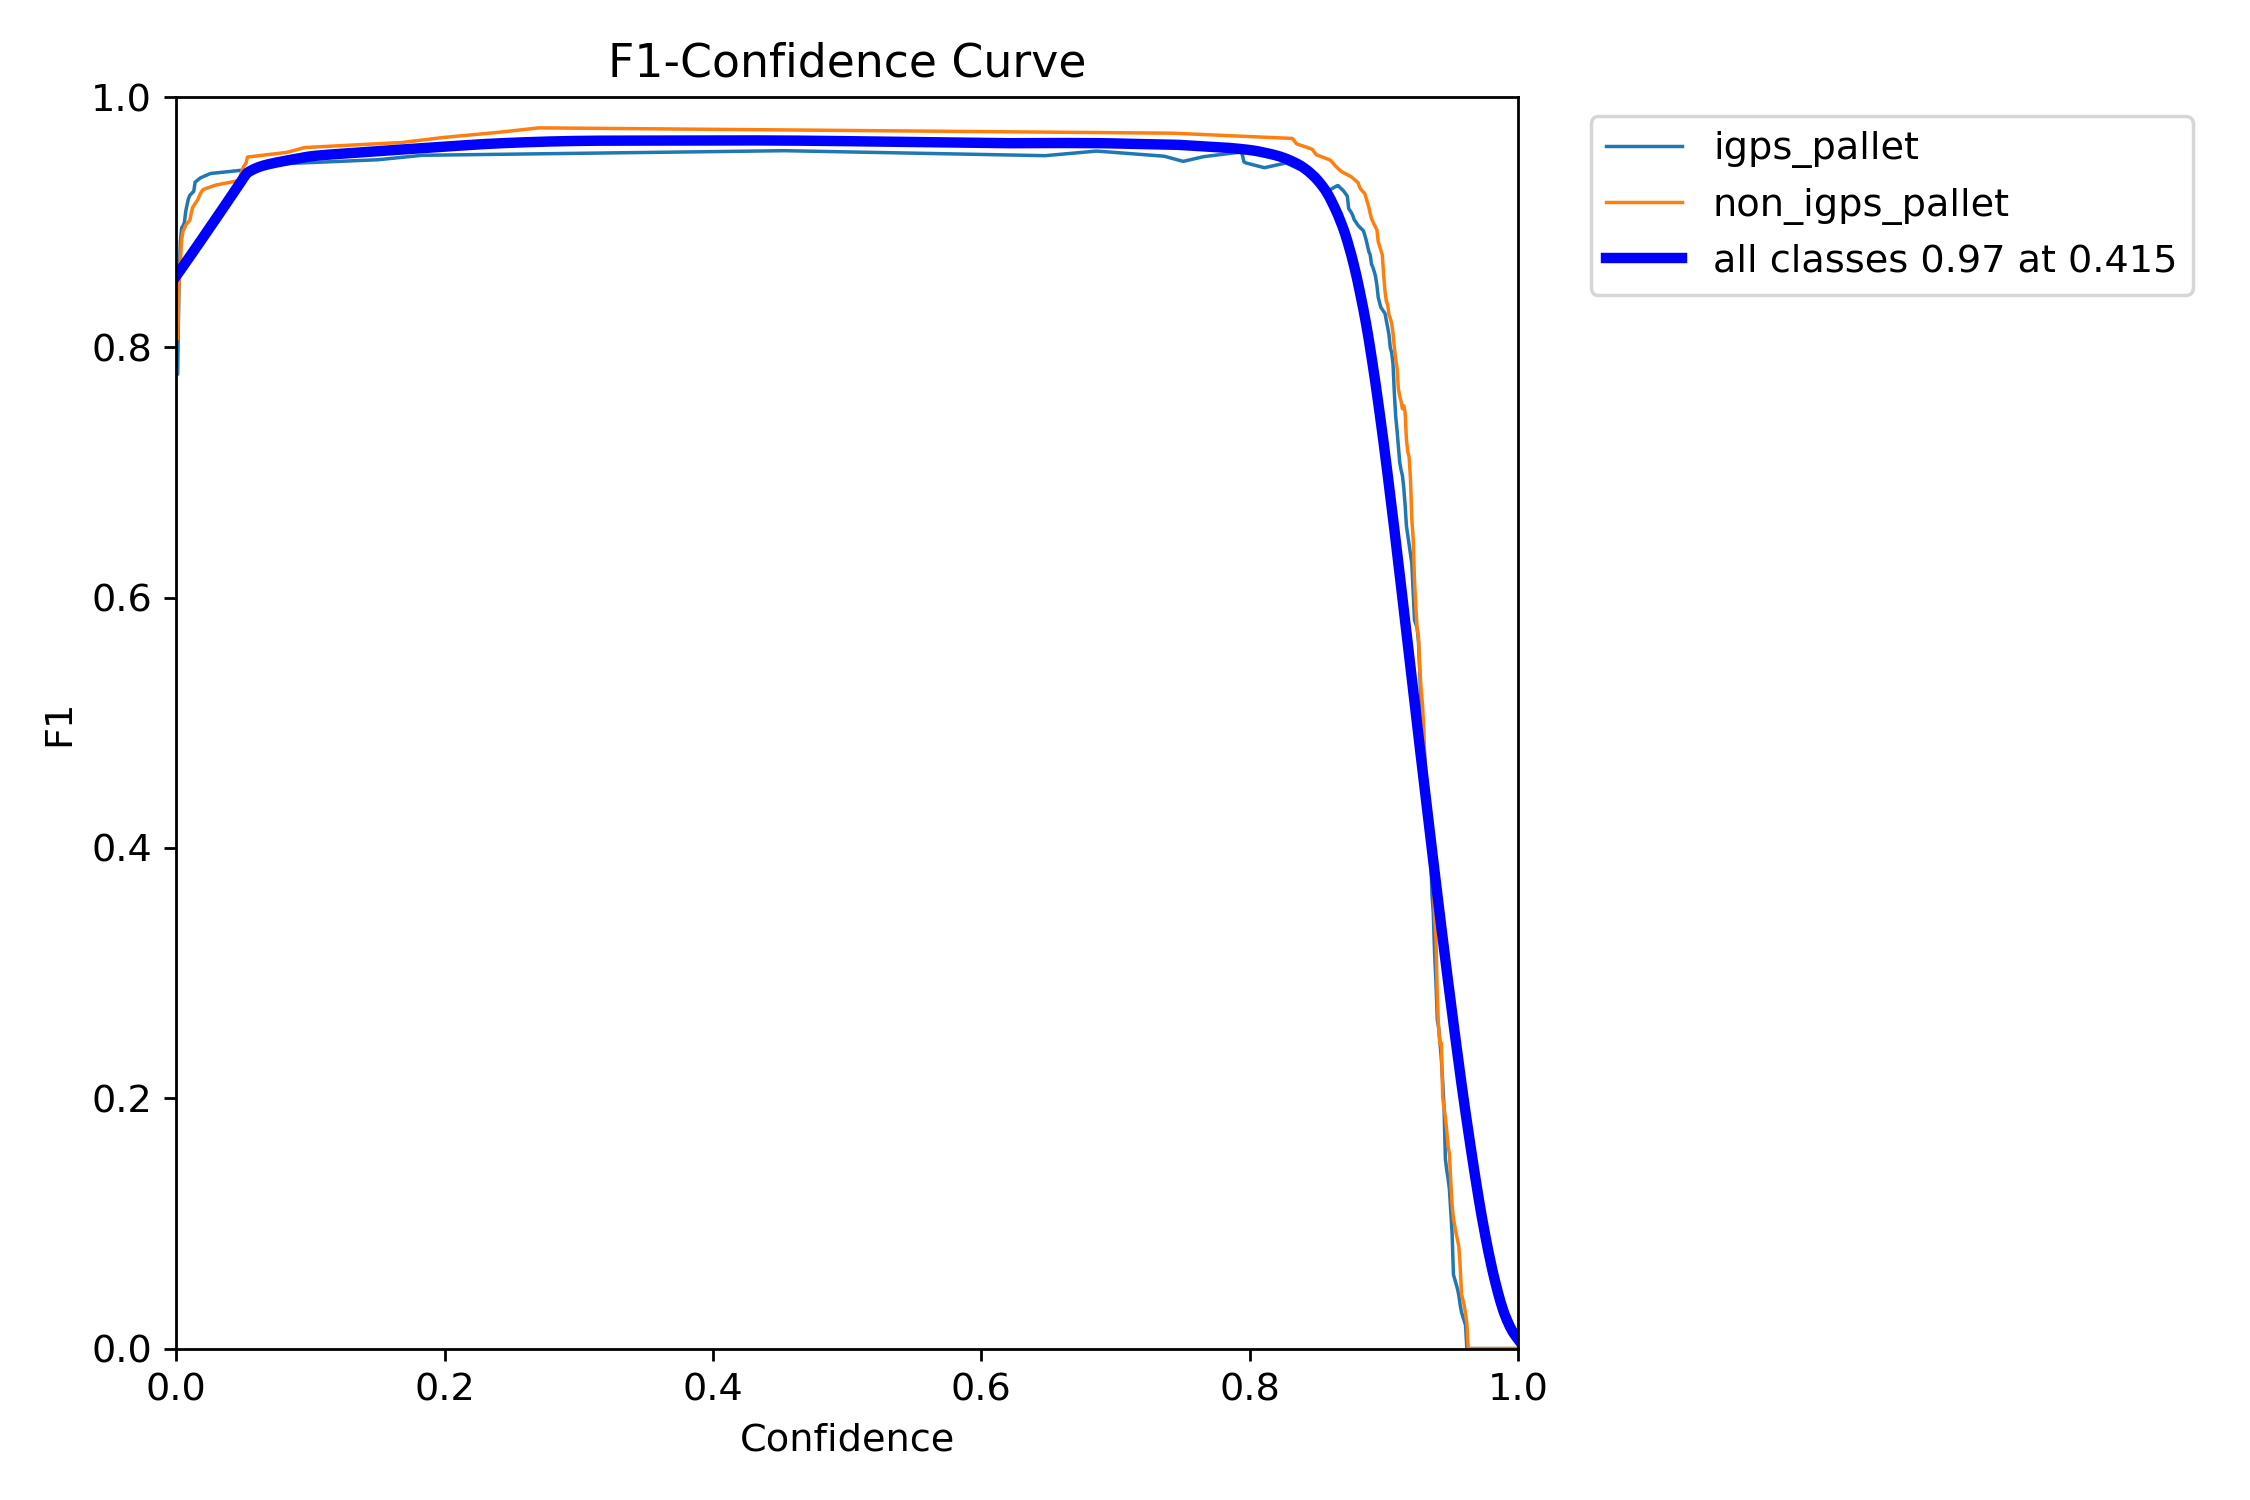 F1-Confidence Curve
1.0
0.8
0.6
0.4
0.2
0.0
F1
0.0 0.2 0.4 0.6 0.8 1.0
Confidence
igps_pallet
non_igps_pallet
all classes 0.97 at 0.415